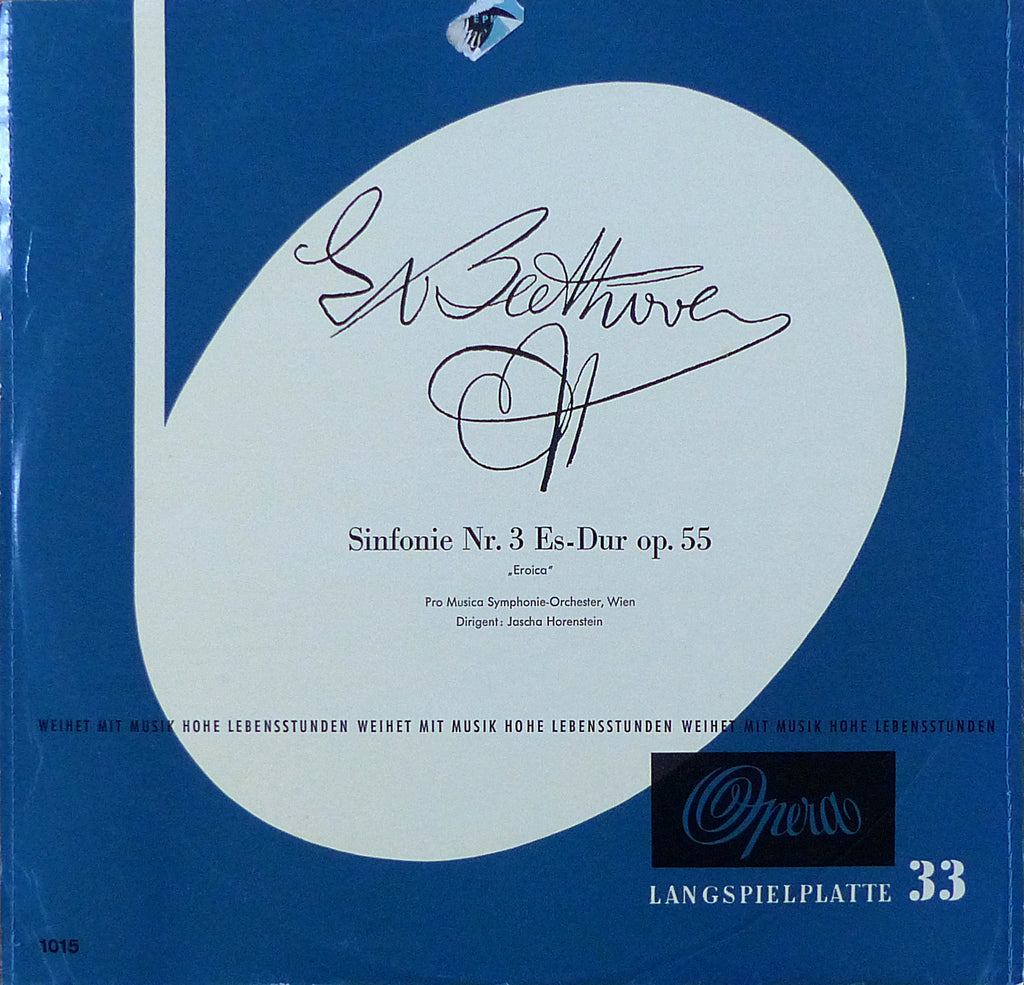 L v Beethoven
Sinfonie Nr. 3 Es-Dur op. 55
„Eroica“
Pro Musica Symphonie-Orchester, Wien
Dirigent: Jascha Horenstein
WEIHET MIT MUSIK HOHE LEBENSSTUNDEN WEIHET MIT MUSIK HOHE LEBENSSTUNDEN WEIHET MIT MUSIK HOHE LEBENSSTUNDEN
Opera
LANGSPIELPLATTE 33
1015